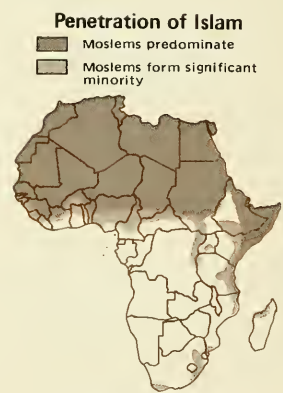 Penetration of Islam
Moslems predominate
Moslems form significant
minority